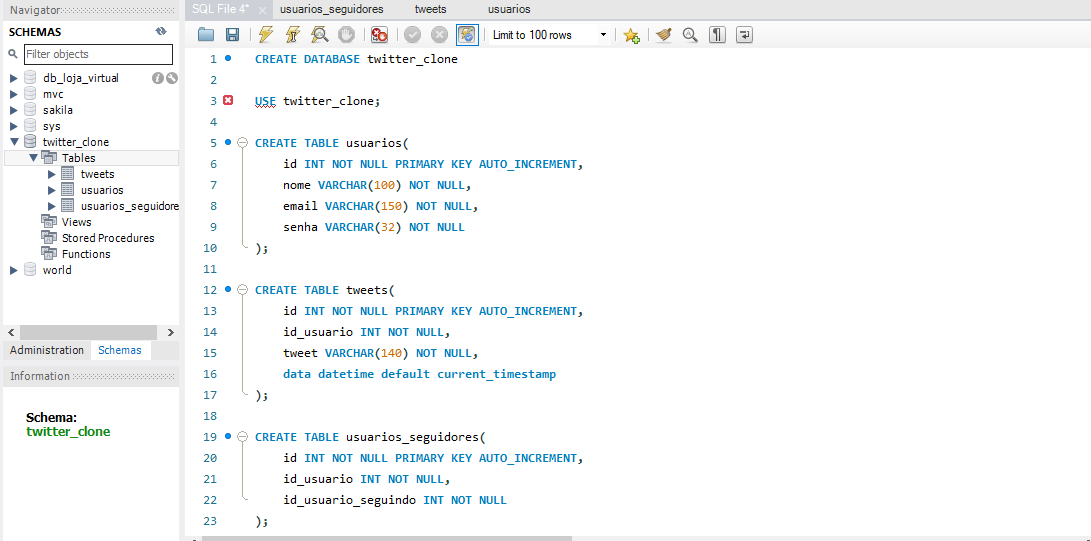 Navigator
SCHEMAS
Filter objects
db_loja_virtual
mvc
sakila
sys
twitter_clone
Tables
tweets
usuarios
usuarios_seguidore
Views
Stored Procedures
Functions
world
Administration Schemas
Information
Schema:
twitter_clone
SQL File 4* usuarios_seguidores tweets usuarios
Limit to 100 rows
1 CREATE DATABASE twitter_clone
2
3 USE twitter_clone;
4
5 CREATE TABLE usuarios(
6 id INT NOT NULL PRIMARY KEY AUTO_INCREMENT,
7 nome VARCHAR(100) NOT NULL,
8 email VARCHAR(150) NOT NULL,
9 senha VARCHAR(32) NOT NULL
10 );
11
12 CREATE TABLE tweets(
13 id INT NOT NULL PRIMARY KEY AUTO_INCREMENT,
14 id_usuario INT NOT NULL,
15 tweet VARCHAR(140) NOT NULL,
16 data datetime default current_timestamp
17 );
18
19 CREATE TABLE usuarios_seguidores(
20 id INT NOT NULL PRIMARY KEY AUTO_INCREMENT,
21 id_usuario INT NOT NULL,
22 id_usuario_seguindo INT NOT NULL
23 );